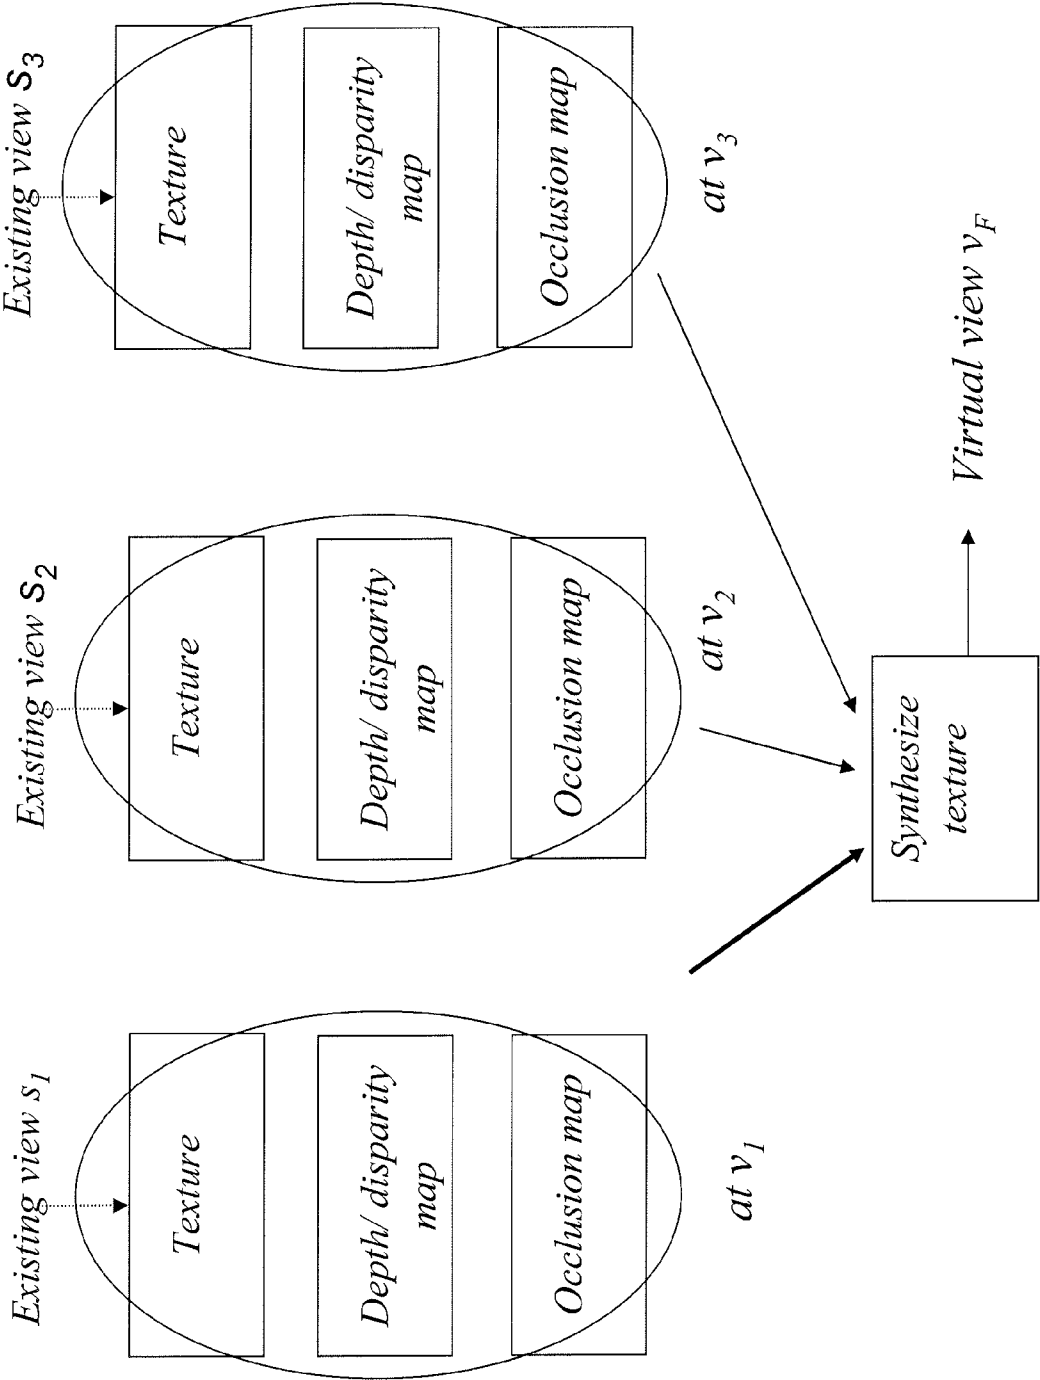 Existing view s1
Texture
Depth/ disparity
map
Occlusion map
at v1
Existing view s2
Texture
Depth/ disparity
map
Occlusion map
at v2
Existing view s3
Texture
Depth/ disparity
map
Occlusion map
at v3
Synthesize
texture
Virtual view vF